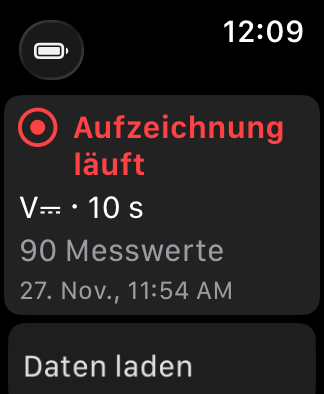 12:09
Aufzeichnung
läuft
V⎓ · 10 s
90 Messwerte
27. Nov., 11:54 AM
Daten laden